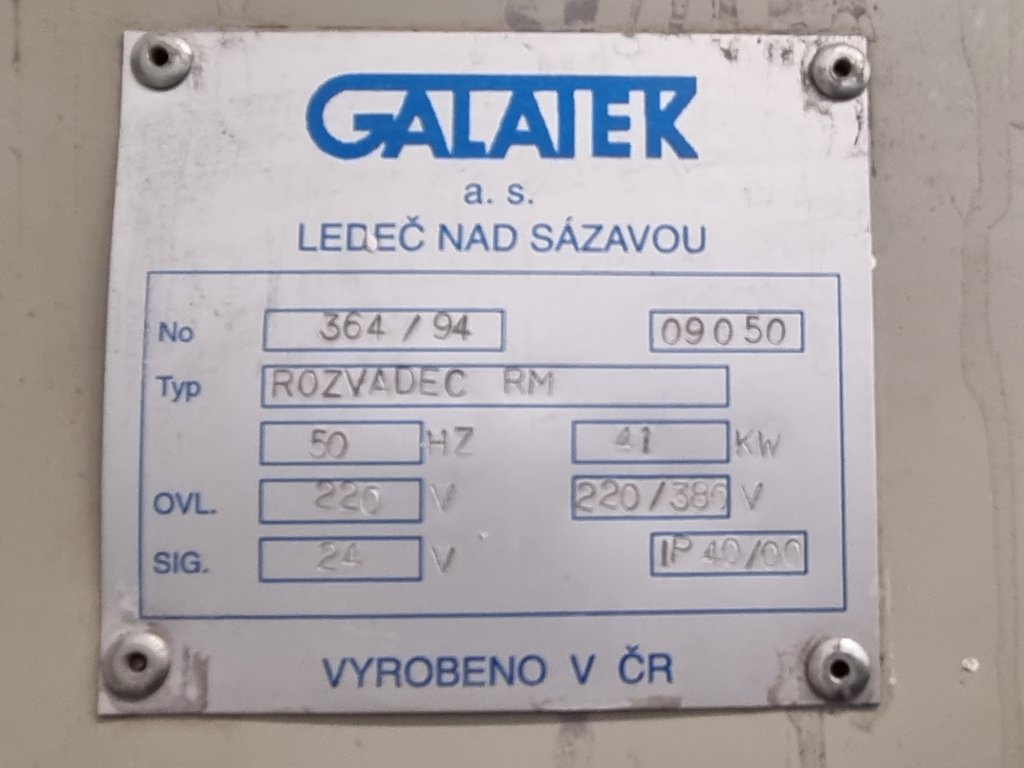 GALATEK
a. s.
LEDEČ NAD SÁZAVOU
No 364/94 09050
Typ ROZVADEC RM
50 HZ 41 KW
OVL. 220 V 220/380 V
SIG. 24 V IP 40/00
VYROBENO V ČR